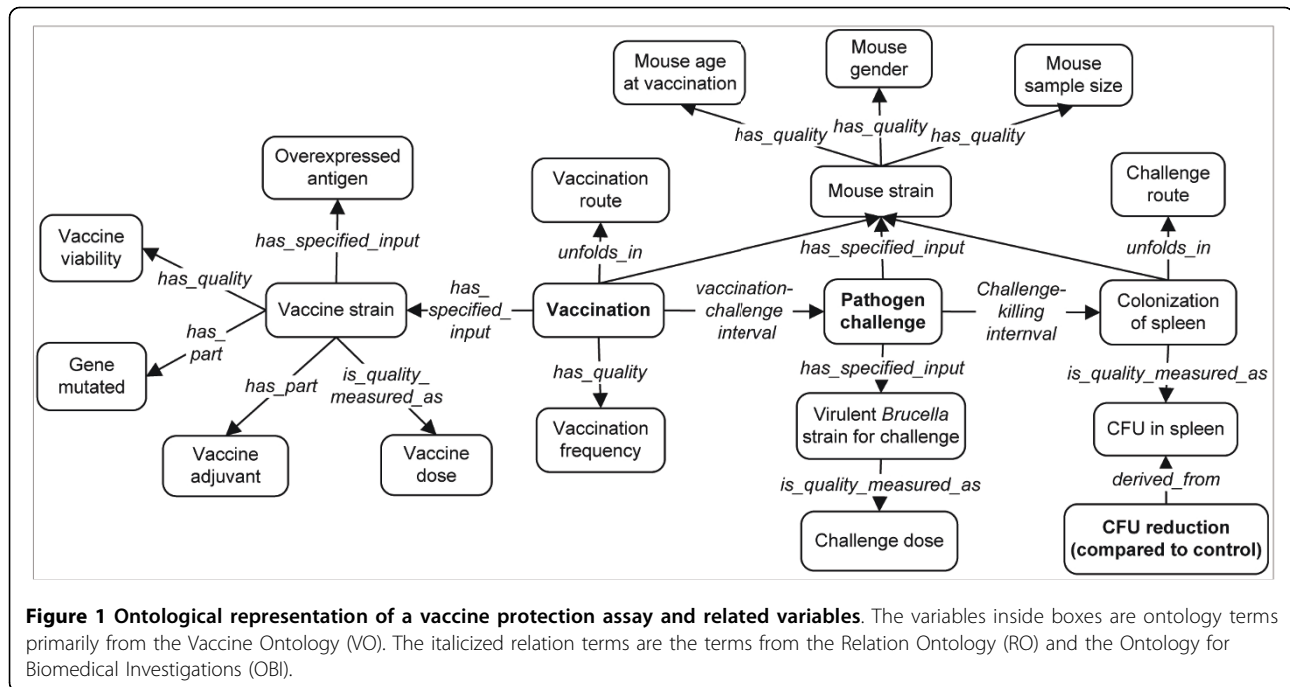 Mouse age
at vaccination
Mouse
gender
Mouse
sample size
has_quality
has_quality
has_quality
Overexpressed
antigen
Vaccination
route
Mouse strain
Challenge
route
Vaccine
viability
has_specified_input
unfolds_in
has_specified_input
unfolds_in
has_quality
Vaccine strain
has_
specified_
input
Vaccination
vaccination-
challenge
interval
Pathogen
challenge
Challenge-
killing
internval
Colonization
of spleen
Gene
mutated
has_
part
has_part
is_quality_
measured_as
has_quality
has_specified_input
is_quality_measured_as
Vaccine
adjuvant
Vaccine
dose
Vaccination
frequency
Virulent Brucella
strain for challenge
CFU in spleen
is_quality_measured_as
derived_from
Challenge dose
CFU reduction
(compared to control)
Figure 1 Ontological representation of a vaccine protection assay and related variables. The variables inside boxes are ontology terms
primarily from the Vaccine Ontology (VO). The italicized relation terms are the terms from the Relation Ontology (RO) and the Ontology for
Biomedical Investigations (OBI).